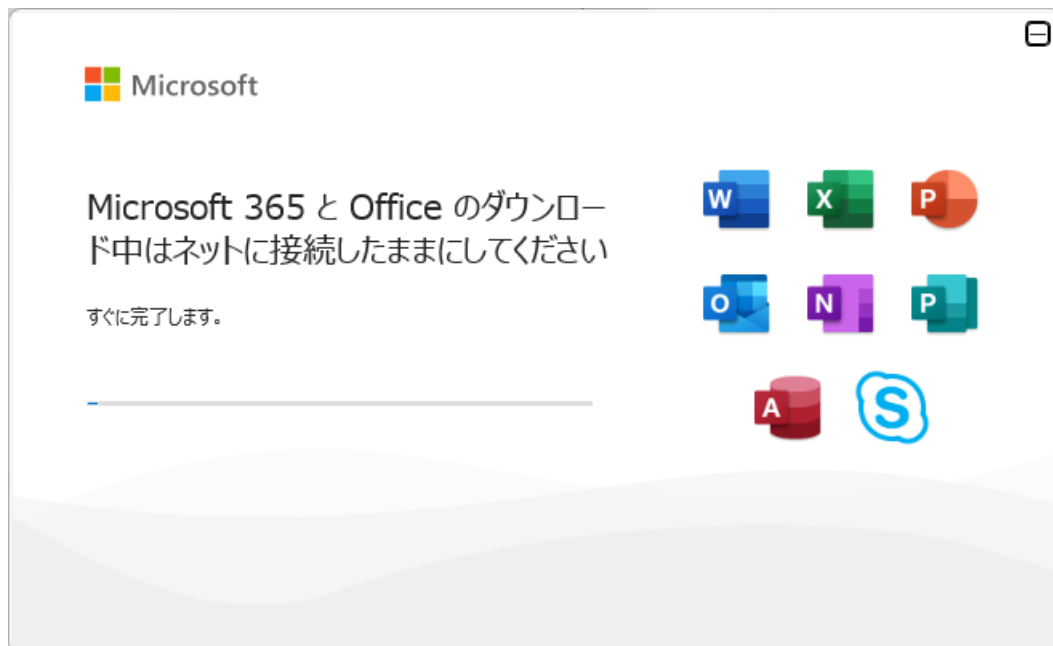 Microsoft
Microsoft 365 と Office のダウンロー
ド中はネットに接続したままにしてください
すぐに完了します。
W
X
P
O
N
P
A
S